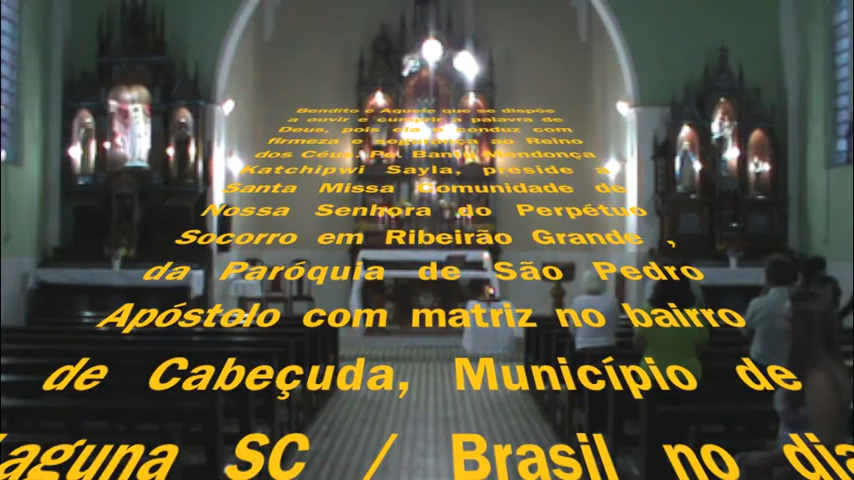 Bendito é Aquele que se dispõe
a ouvir e cumprir a palavra de
Deus, pois ela o conduz com
firmeza e segurança ao Reino
dos Céus. Pe. Mendonça
Katchipwi Sayla, preside a
Santa Missa Comunidade de
Nossa Senhora do Perpétuo
Socorro em Ribeirão Grande ,
da Paróquia de São Pedro
Apóstolo com matriz no bairro
de Cabeçuda, Município de
Laguna SC / Brasil no dia